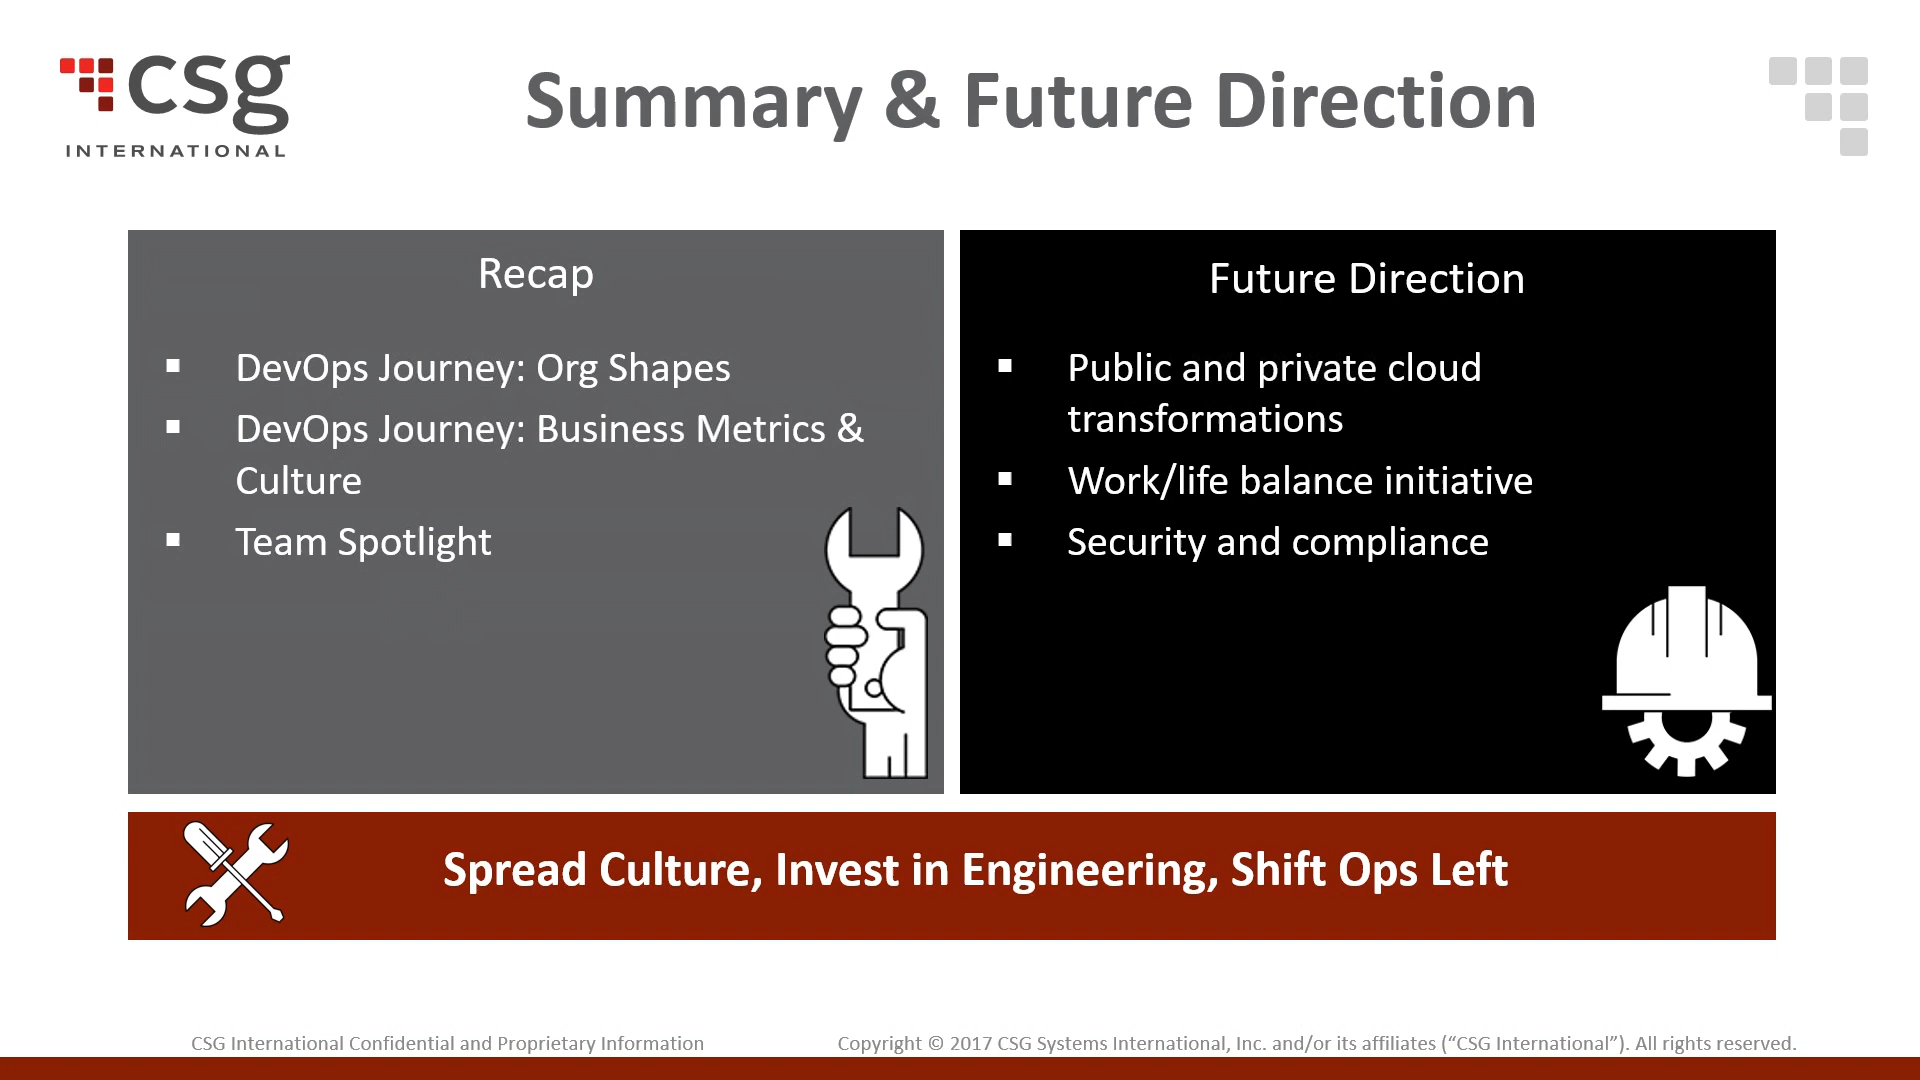 csg
INTERNATIONAL
Summary & Future Direction
Recap
▪ DevOps Journey: Org Shapes
▪ DevOps Journey: Business Metrics &
Culture
▪ Team Spotlight
Future Direction
▪ Public and private cloud
transformations
▪ Work/life balance initiative
▪ Security and compliance
Spread Culture, Invest in Engineering, Shift Ops Left
CSG International Confidential and Proprietary Information
Copyright © 2017 CSG Systems International, Inc. and/or its affiliates (“CSG International”). All rights reserved.